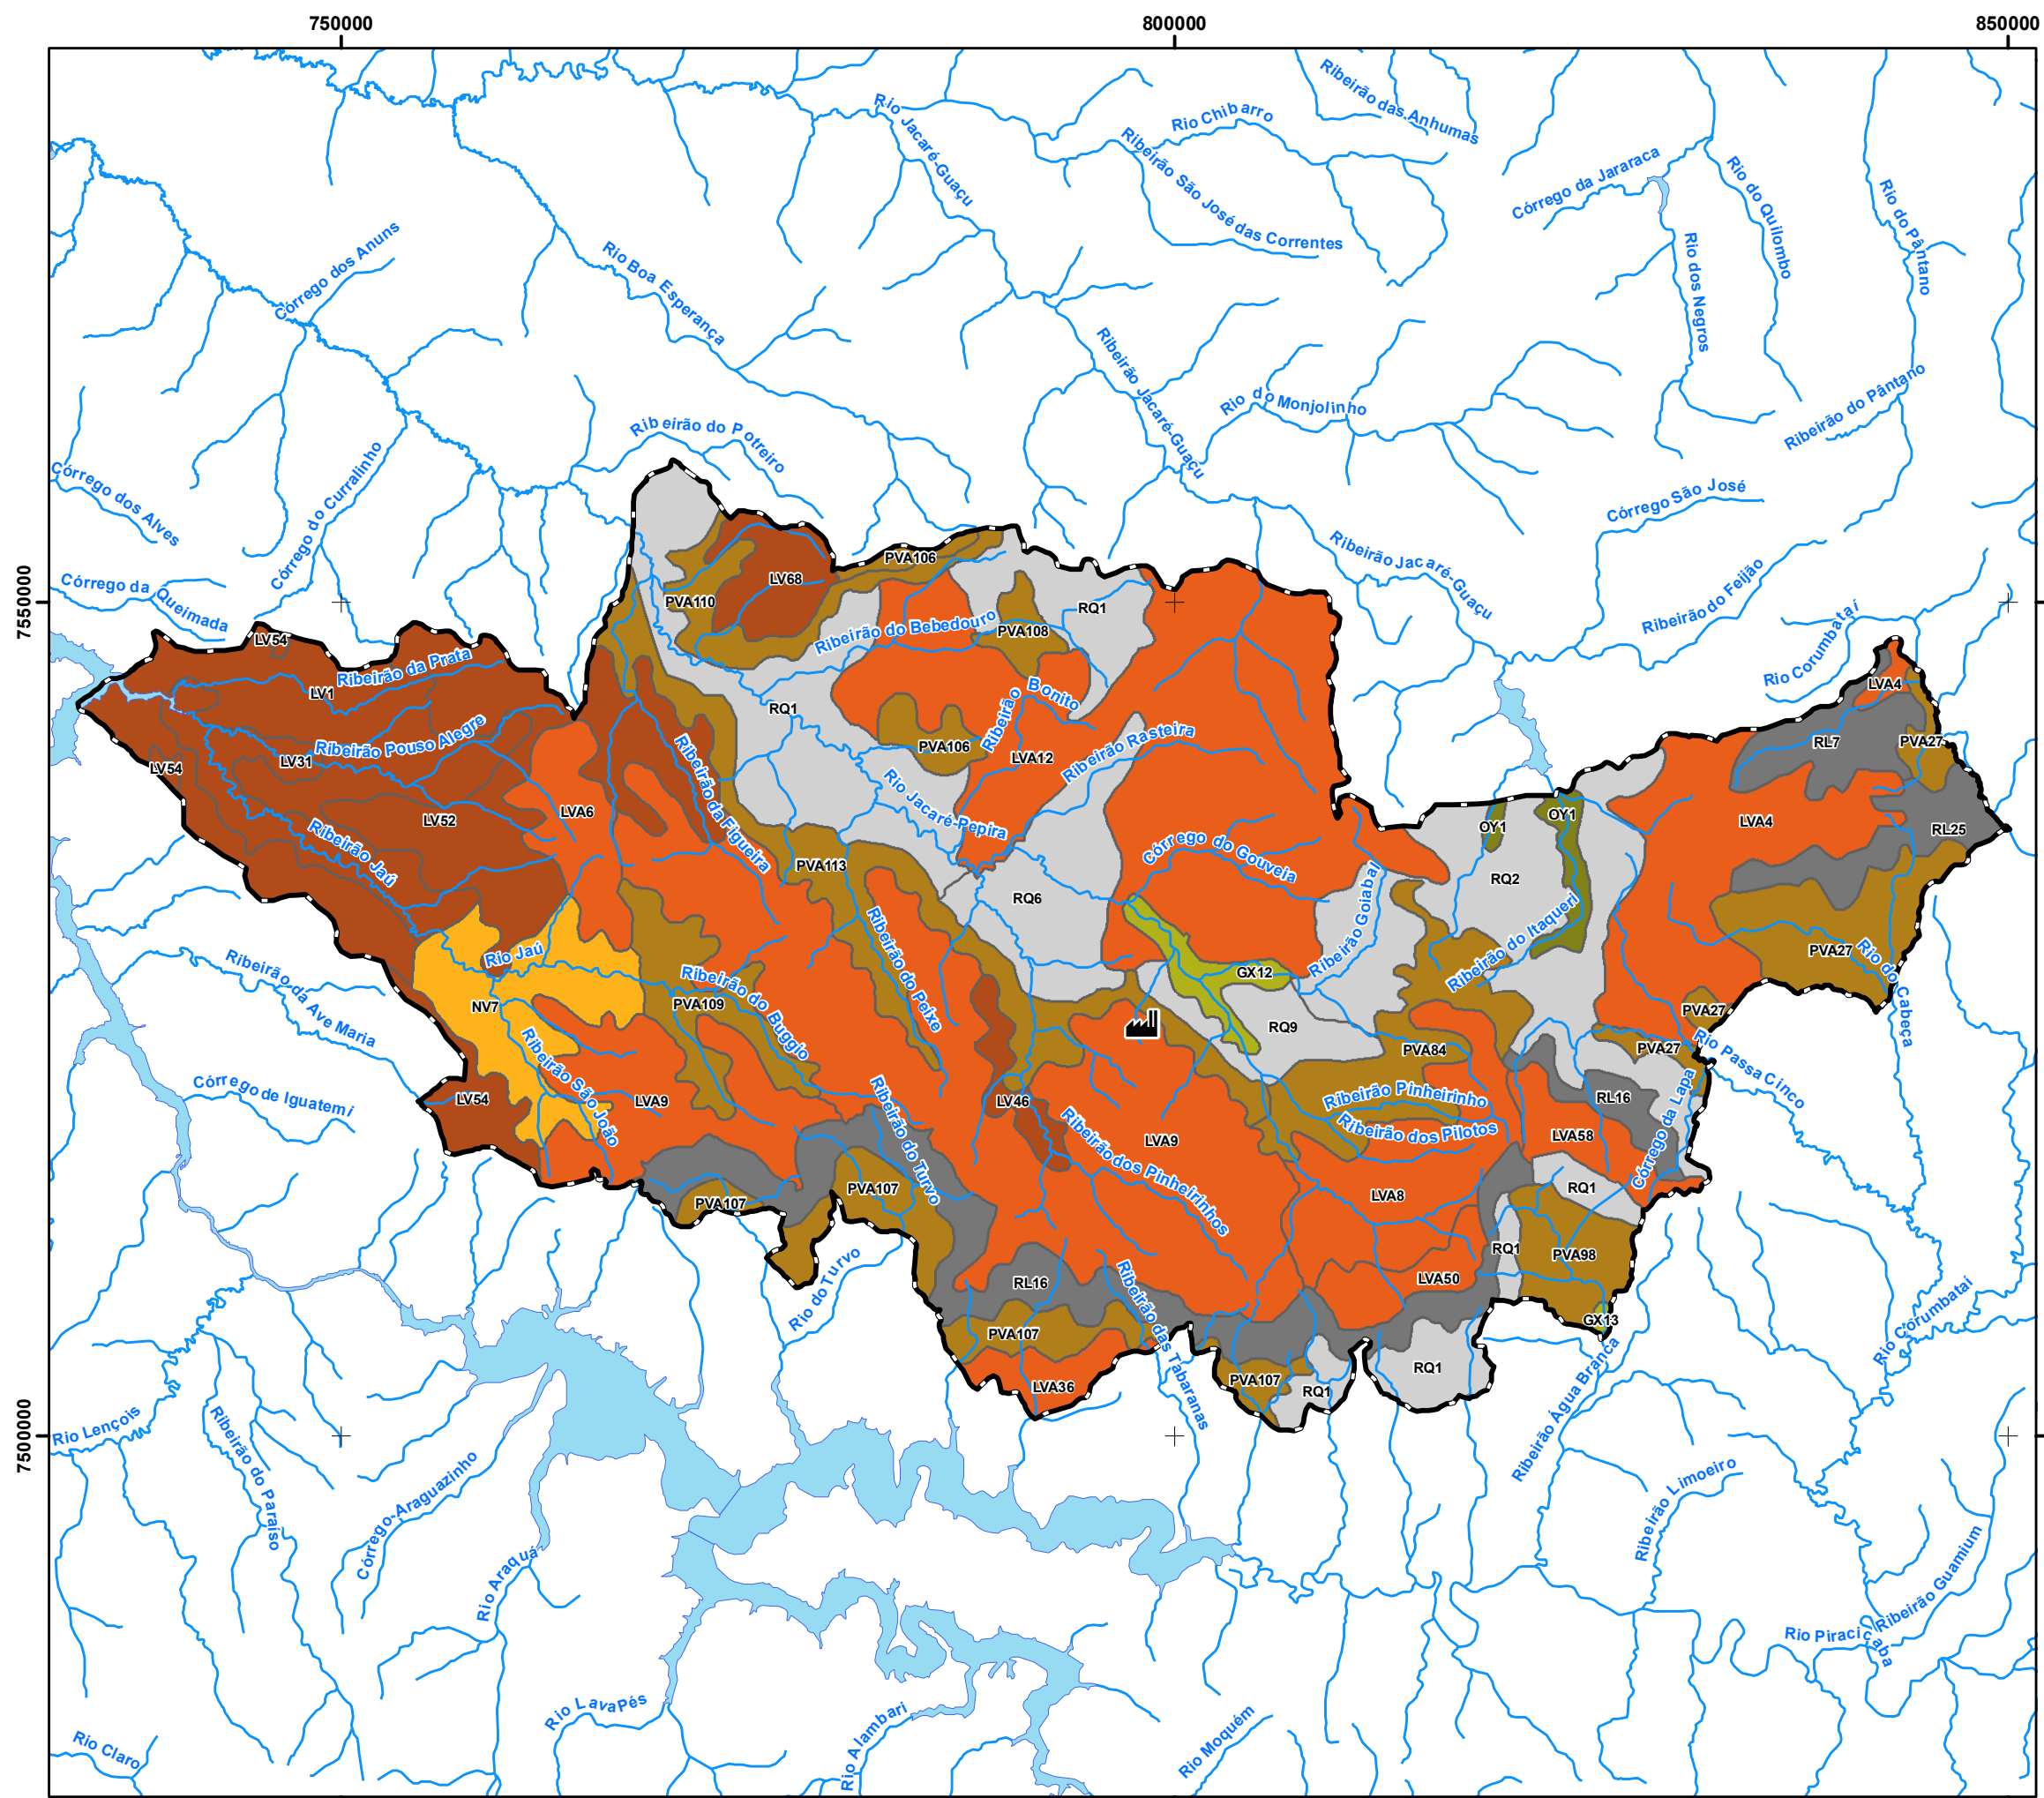 750000
800000
850000
Ribeirão das Anhumas
Rio Chibarro
Rio Jacaré-Guaçu
Ribeirão São José das Correntes
Córrego da Jararaca
Rio do Quilombo
Rio do Pântano
Córrego dos Anuns
Rio Boa Esperança
Rio dos Negros
Ribeirão Jacaré-Guaçu
Rio do Monjolinho
Ribeirão do Pântano
Ribeirão do Potreiro
Córrego dos Alves
Córrego do Curralinho
Córrego São José
Ribeirão Jacaré-Guaçu
Ribeirão do Feijão
7550000
Córrego da Queimada
PVA106
LV68
PVA110
RQ1
PVA108
Ribeirão do Bebedouro
Rio Corumbataí
LV54
Ribeirão da Prata
LV1
LVA4
Bonito
Ribeirão
RQ1
Ribeirão Pouso Alegre
LV31
LV54
PVA106
LVA12
Ribeirão Rasteira
RL7
PVA27
Ribeirão da Figueira
Rio Jacaré-Pepira
LVA6
LV52
OY1
OY1
LVA4
RL25
Ribeirão Jaú
PVA113
Córrego do Gouveia
RQ6
RQ2
Ribeirão Goiabal
Ribeirão do Itaqueri
Rio Jaú
Ribeirão do Peixe
PVA27
Rio do Cabeça
Ribeirão da Ave Maria
NV7
PVA109
Ribeirão do Buggio
GX12
RQ9
PVA27
PVA84
PVA27
Rio Passa Cinco
Córrego de Iguatemí
Ribeirão São João
LV54
LVA9
Ribeirão do Turvo
LV46
Ribeirão dos Pinheirinhos
LVA9
Ribeirão Pinheirinho
Ribeirão dos Pilotos
RL16
LVA58
Córrego da Lapa
PVA107
PVA107
LVA8
RQ1
RQ1
PVA98
Rio do Turvo
RL16
Ribeirão das Tabaranas
LVA50
GX13
Rio Corumbataí
PVA107
LVA36
PVA107
RQ1
RQ1
Ribeirão Água Branca
7500000
Rio Lençois
Ribeirão do Paraíso
Córrego-Araguazinho
Rio Araquá
Ribeirão Limoeiro
Ribeirão Guamium
Rio Piracicaba
Rio LavaPés
Rio Alambari
Rio Moquém
Rio Claro